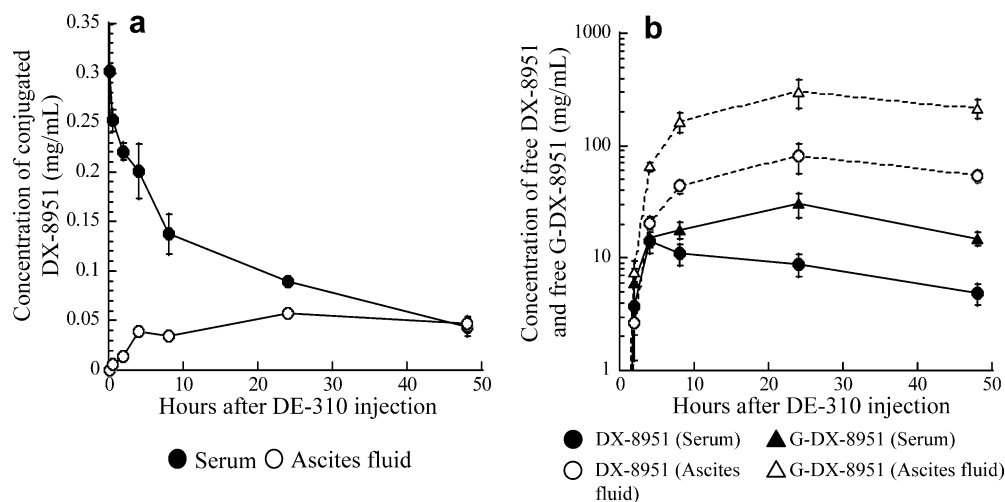 a
Concentration of conjugated
DX-8951 (mg/mL)
0.35
0.3
0.25
0.2
0.15
0.1
0.05
0
0 10 20 30 40 50
Hours after DE-310 injection
● Serum ○ Ascites fluid
b
Concentration of free DX-8951
and free G-DX-8951 (mg/mL)
1000
100
10
1
0 10 20 30 40 50
Hours after DE-310 injection
● DX-8951 (Serum) ▲ G-DX-8951 (Serum)
○ DX-8951 (Ascites △ G-DX-8951 (Ascites fluid)
fluid)